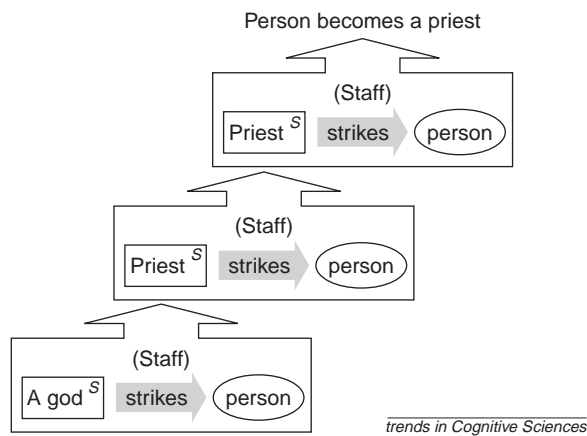 Person becomes a priest
(Staff)
Priest S strikes person
(Staff)
Priest S strikes person
(Staff)
A god S strikes person
trends in Cognitive Sciences